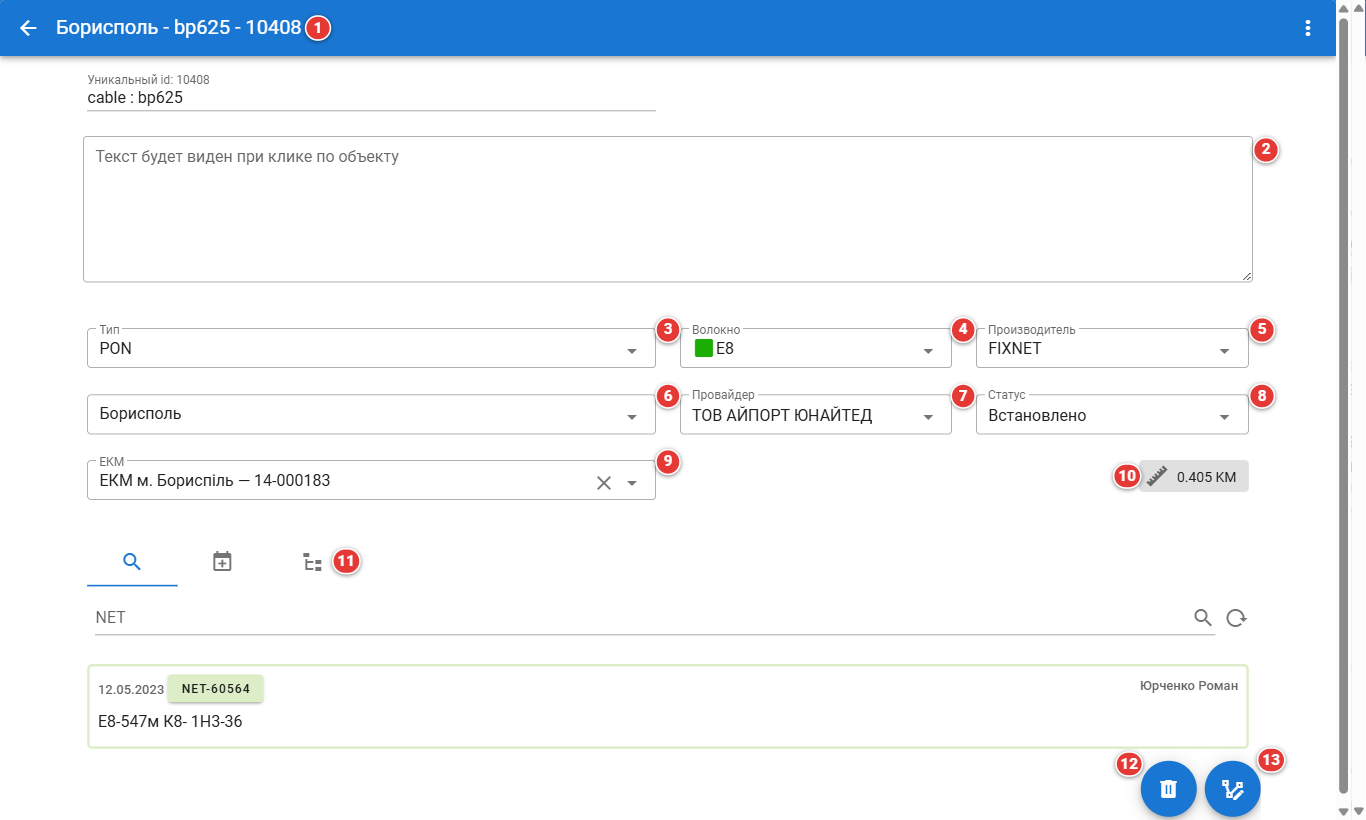 Борисполь - bp625 - 10408 1
Уникальный id: 10408
cable : bp625
Текст будет виден при клике по объекту 2
Тип 3 Волокно 4 Производитель 5
PON E8 FIXNET
6 Провайдер 7 Статус 8
Борисполь ТОВ АЙПОРТ ЮНАЙТЕД Встановлено
ЕКМ 9
ЕКМ м. Бориспіль — 14-000183 10 0.405 KM
11
NET
12.05.2023 NET-60564 Юрченко Роман
Е8-547м К8- 1Н3-36
12 13